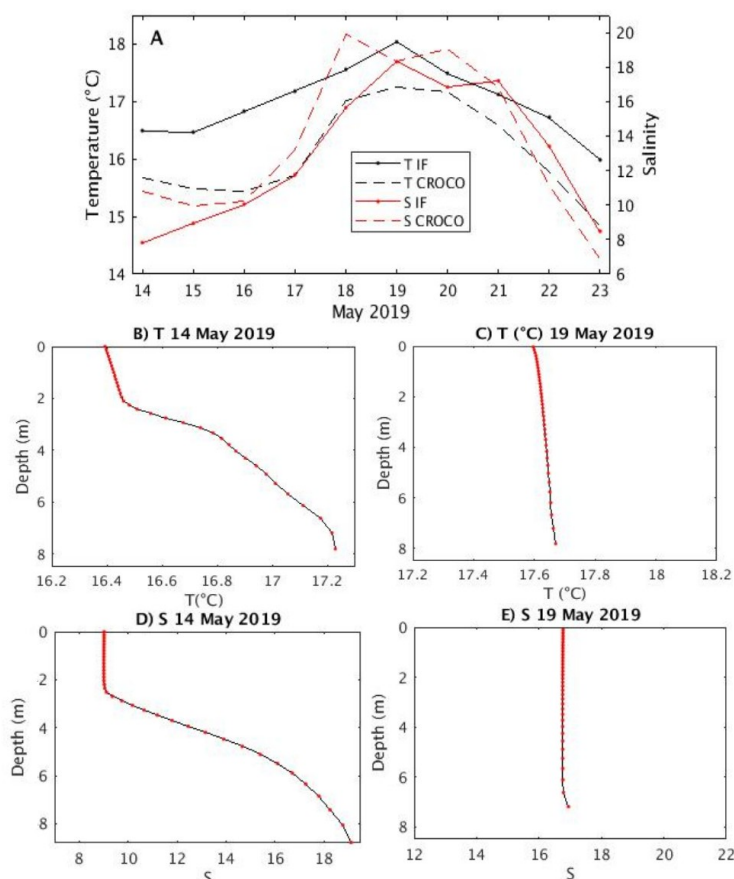 A
Temperature (°C)
18
17
16
15
14
20
18
16
14
12
10
8
6
Salinity
T IF
T CROCO
S IF
S CROCO
14 15 16 17 18 19 20 21 22 23
May 2019
B) T 14 May 2019
Depth (m)
0
2
4
6
8
16.2 16.4 16.6 16.8 17 17.2
T(°C)
C) T (°C) 19 May 2019
Depth (m)
0
2
4
6
8
17.2 17.4 17.6 17.8 18 18.2
T (°C)
D) S 14 May 2019
Depth (m)
0
2
4
6
8
8 10 12 14 16 18
S
E) S 19 May 2019
Depth (m)
0
2
4
6
8
12 14 16 18 20 22
S